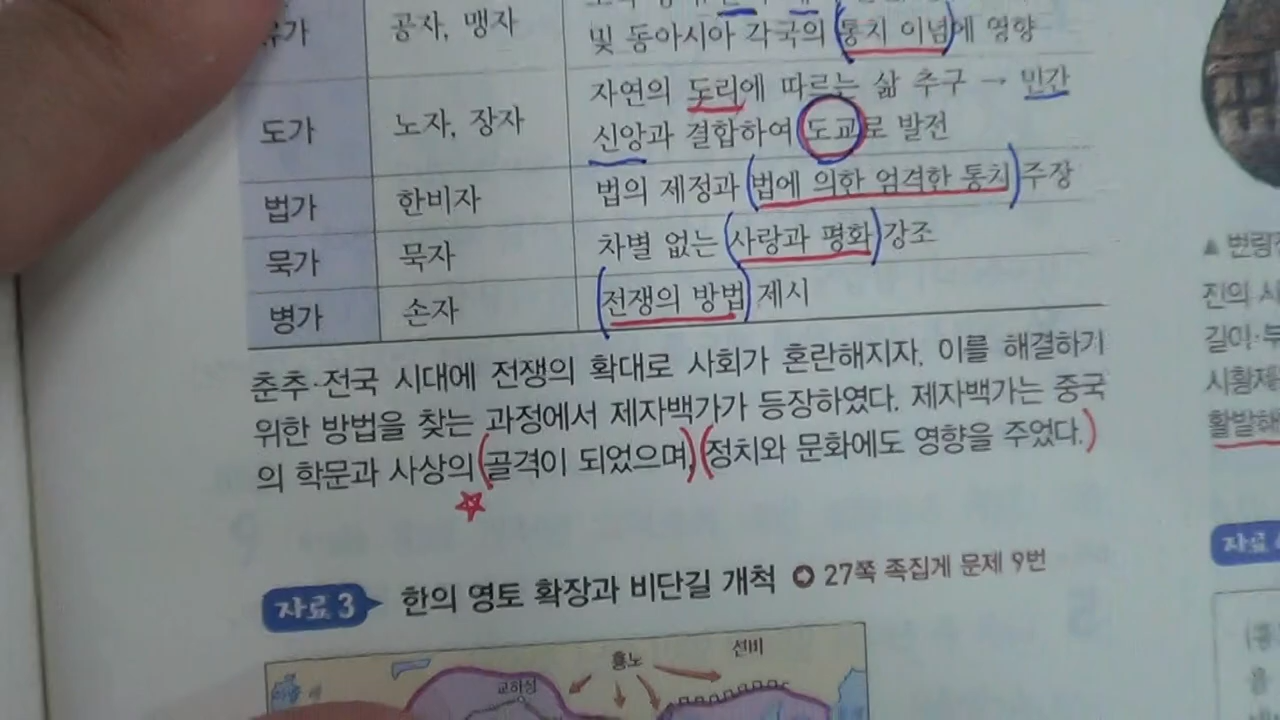 공자, 맹자
및 동아시아 각국의 (통치 이념)에 영향
자연의 도리에 따르는 삶 추구 → 민간
도가
노자, 장자
신앙과 결합하여 도교로 발전
법가
한비자
법의 제정과 (법에 의한 엄격한 통치) 주장
묵가
묵자
차별 없는 (사랑과 평화) 강조
병가
손자
(전쟁의 방법) 제시
춘추·전국 시대에 전쟁의 확대로 사회가 혼란해지자, 이를 해결하기
위한 방법을 찾는 과정에서 제자백가가 등장하였다. 제자백가는 중국
의 학문과 사상의 (골격이 되었으며,) (정치와 문화에도 영향을 주었다.)
자료 3
한의 영토 확장과 비단길 개척 ➲ 27쪽 족집게 문제 9번
흉노
선비
교하성
▲
진의
길이·부
시황제
활발해
자료